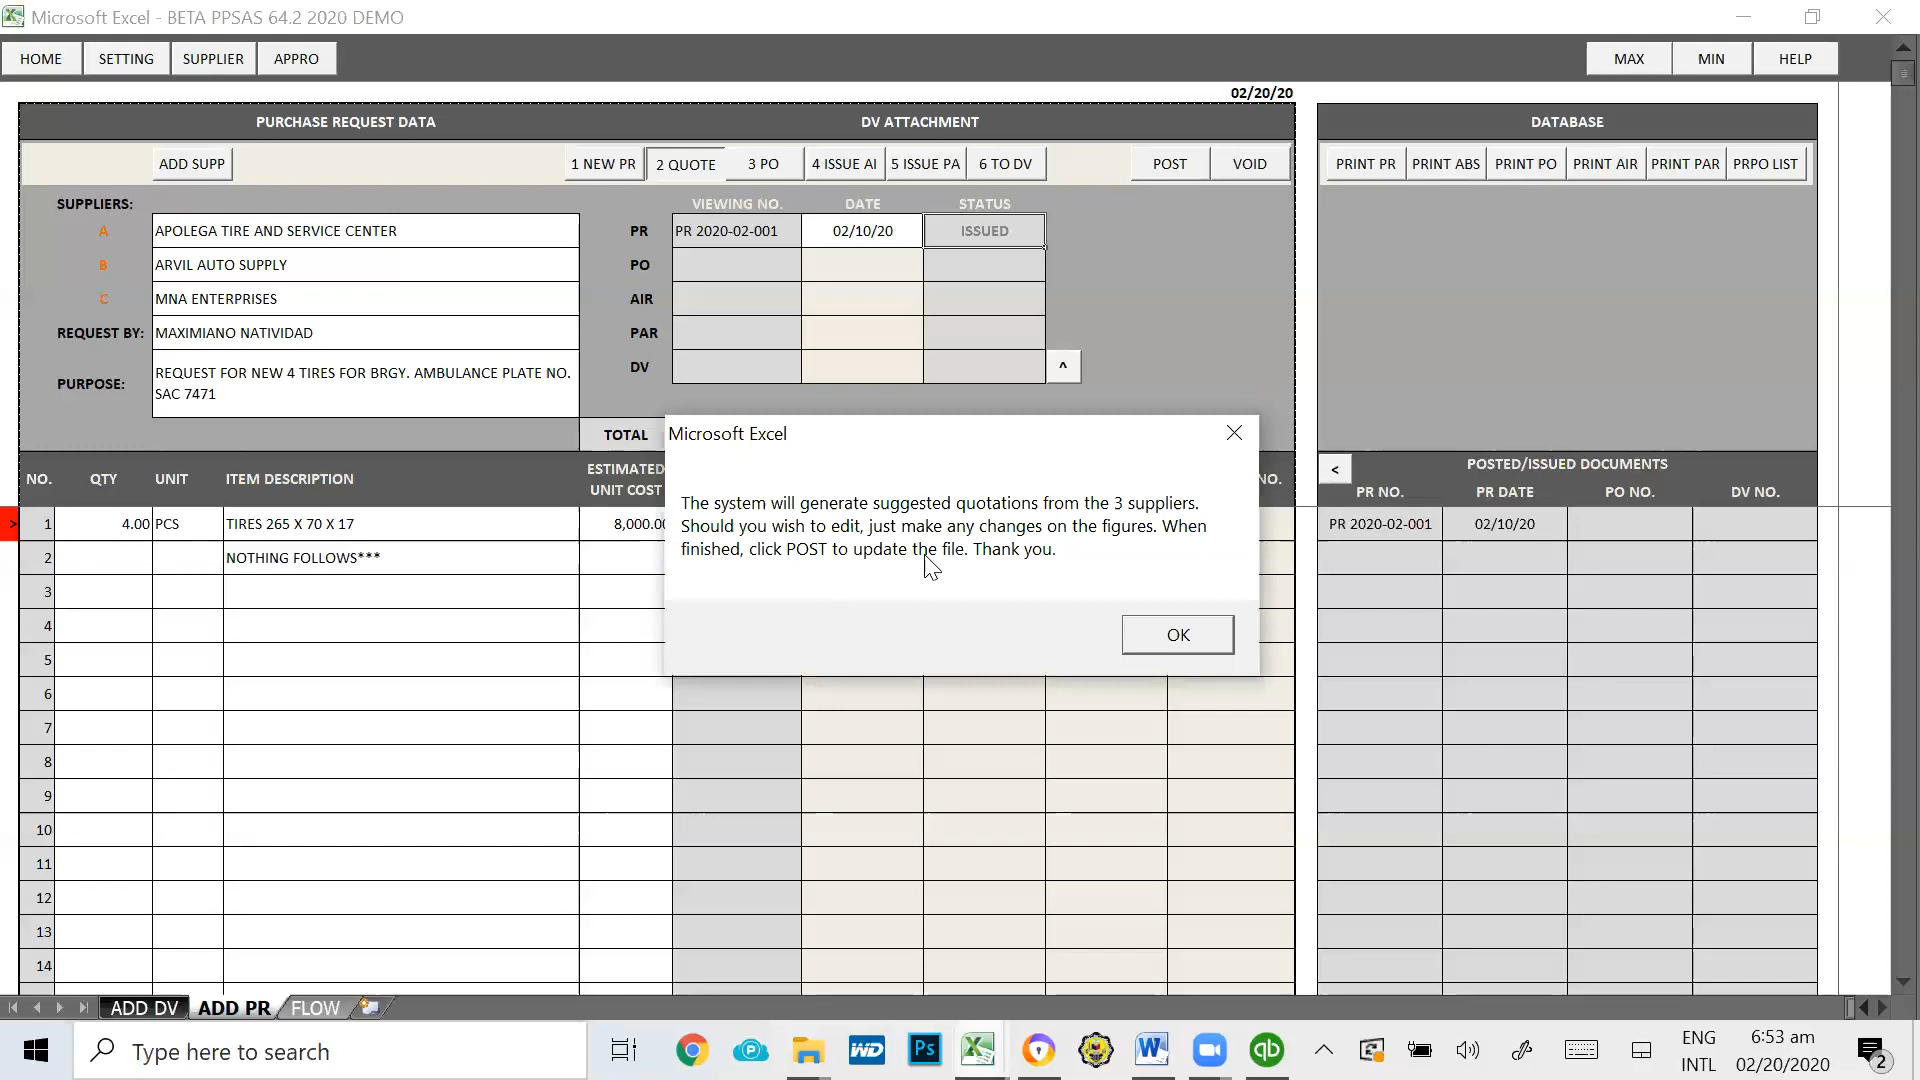 Microsoft Excel - BETA PPSAS 64.2 2020 DEMO
HOME SETTING SUPPLIER APPRO MAX MIN HELP
02/20/20
PURCHASE REQUEST DATA DV ATTACHMENT DATABASE
ADD SUPP 1 NEW PR 2 QUOTE 3 PO 4 ISSUE AI 5 ISSUE PA 6 TO DV POST VOID PRINT PR PRINT ABS PRINT PO PRINT AIR PRINT PAR PRPO LIST
SUPPLIERS: VIEWING NO. DATE STATUS
A APOLEGA TIRE AND SERVICE CENTER PR PR 2020-02-001 02/10/20 ISSUED
B ARVIL AUTO SUPPLY PO
C MNA ENTERPRISES AIR
REQUEST BY: MAXIMIANO NATIVIDAD PAR
PURPOSE: REQUEST FOR NEW 4 TIRES FOR BRGY. AMBULANCE PLATE NO.
SAC 7471
DV ^
TOTAL
Microsoft Excel
The system will generate suggested quotations from the 3 suppliers.
Should you wish to edit, just make any changes on the figures. When
finished, click POST to update the file. Thank you.
OK
NO. QTY UNIT ITEM DESCRIPTION ESTIMATED
UNIT COST NO.
< POSTED/ISSUED DOCUMENTS
PR NO. PR DATE PO NO. DV NO.
> 1 4.00 PCS TIRES 265 X 70 X 17 8,000.00 PR 2020-02-001 02/10/20
2 NOTHING FOLLOWS***
3
4
5
6
7
8
9
10
11
12
13
14
ADD DV ADD PR FLOW
Type here to search WD Ps ENG 6:53 am
INTL 02/20/2020 2